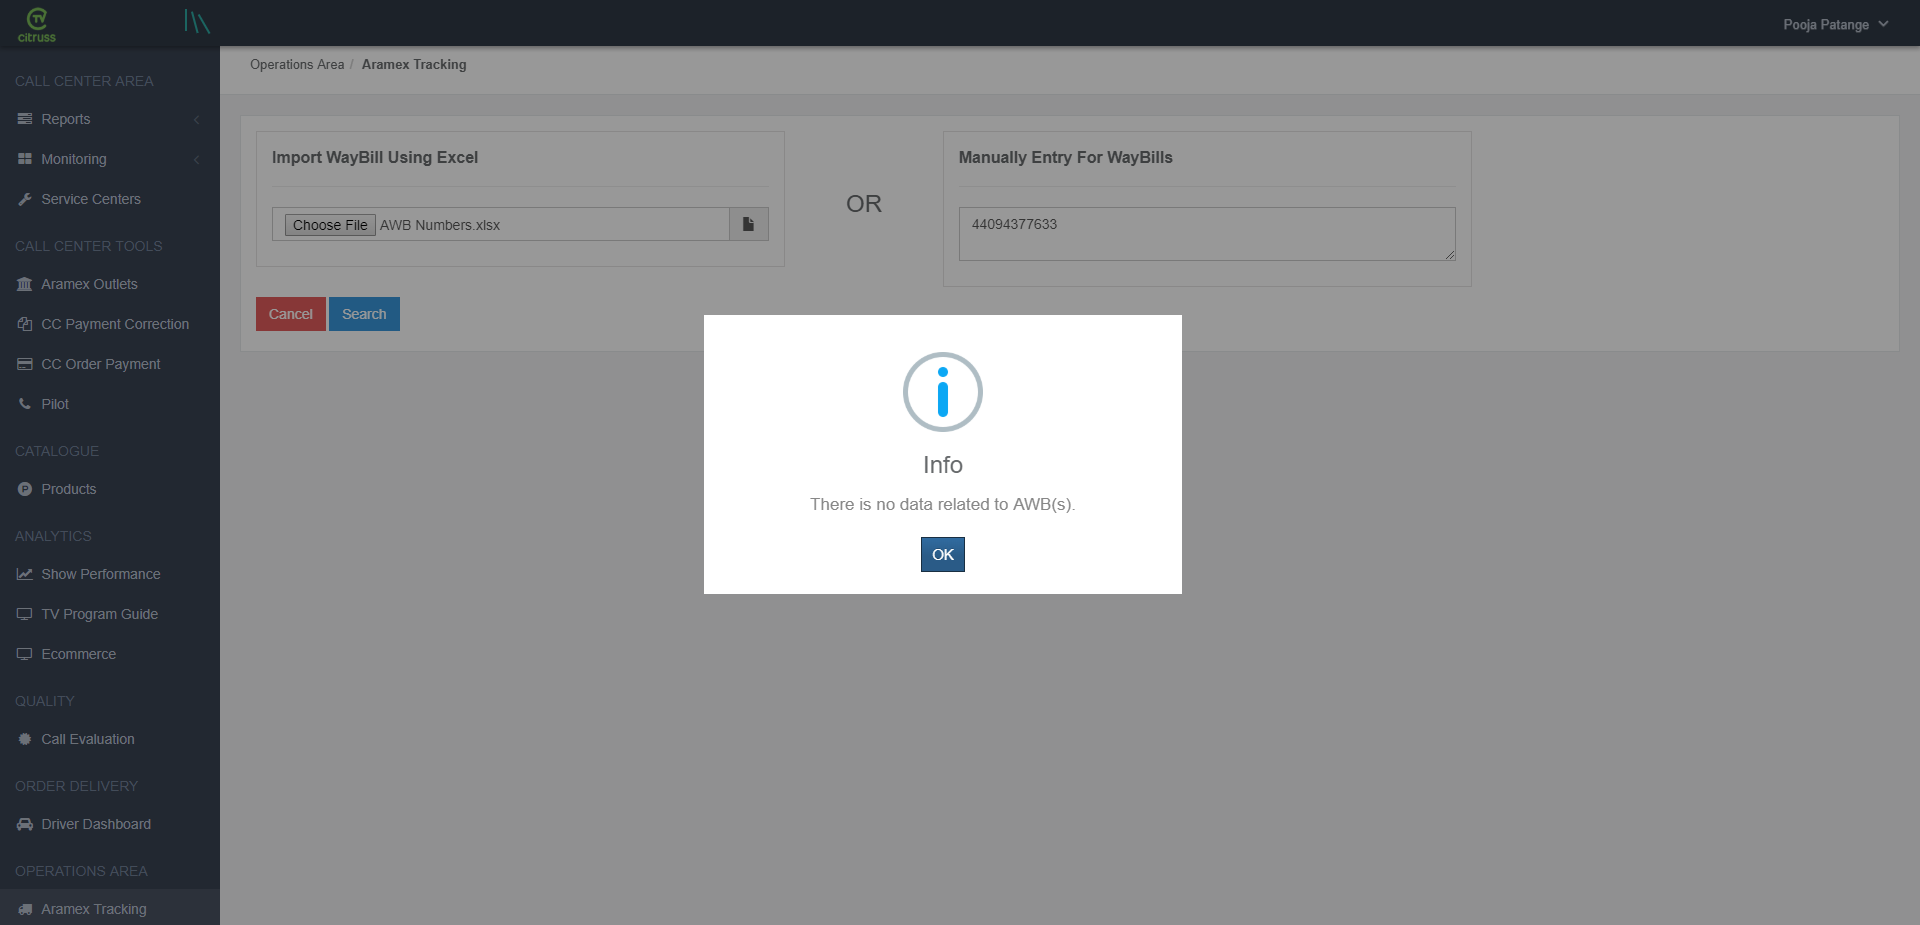 TV
citruss
Pooja Patange
CALL CENTER AREA
Reports
Monitoring
Service Centers
CALL CENTER TOOLS
Aramex Outlets
CC Payment Correction
CC Order Payment
Pilot
CATALOGUE
Products
ANALYTICS
Show Performance
TV Program Guide
Ecommerce
QUALITY
Call Evaluation
ORDER DELIVERY
Driver Dashboard
OPERATIONS AREA
Aramex Tracking
Operations Area / Aramex Tracking
Import WayBill Using Excel
Choose File AWB Numbers.xlsx
OR
Manually Entry For WayBills
44094377633
Cancel Search
Info
There is no data related to AWB(s).
OK